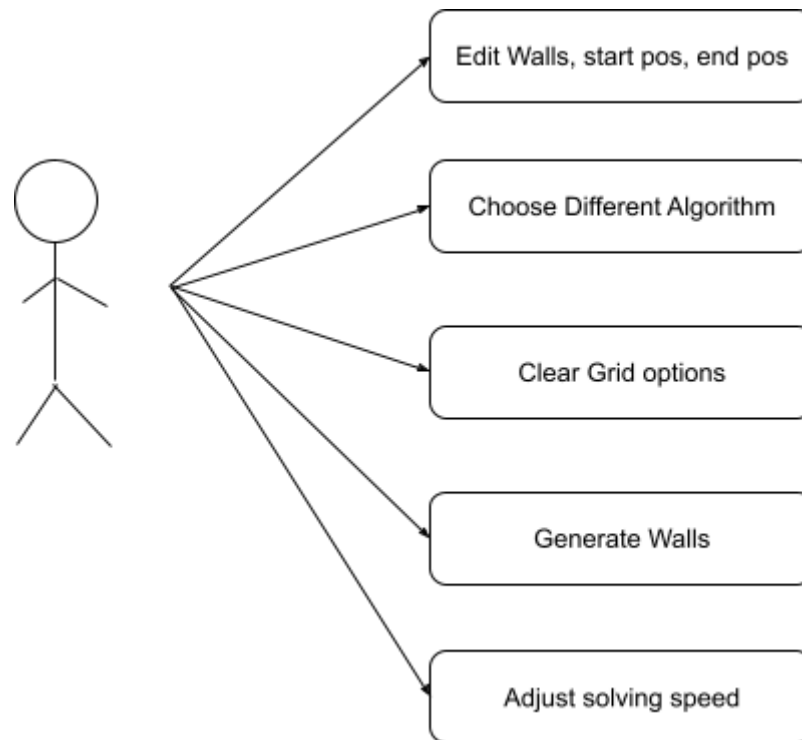 Edit Walls, start pos, end pos
Choose Different Algorithm
Clear Grid options
Generate Walls
Adjust solving speed